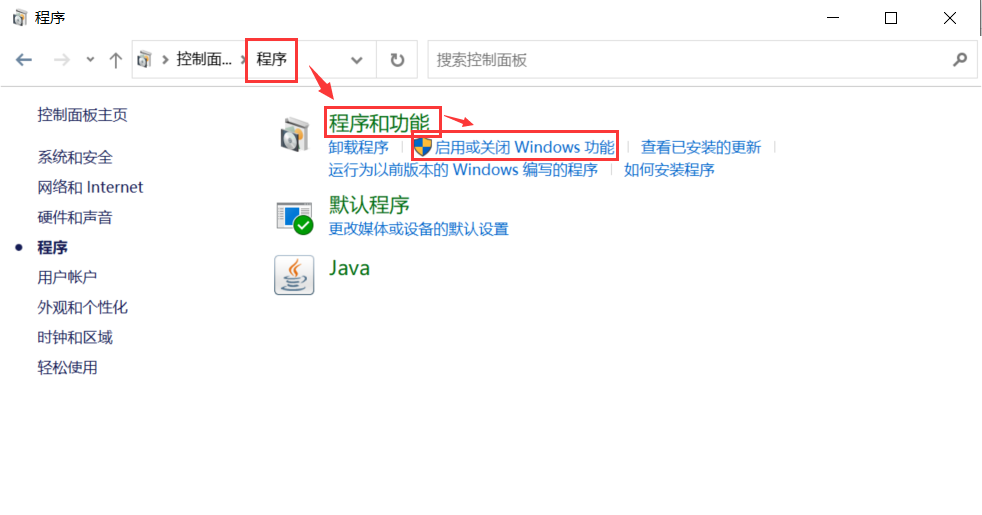 程序
控制面... 程序 搜索控制面板
控制面板主页
系统和安全
网络和 Internet
硬件和声音
程序
用户帐户
外观和个性化
时钟和区域
轻松使用
程序和功能
卸载程序 启用或关闭 Windows 功能 查看已安装的更新
运行为以前版本的 Windows 编写的程序 如何安装程序
默认程序
更改媒体或设备的默认设置
Java